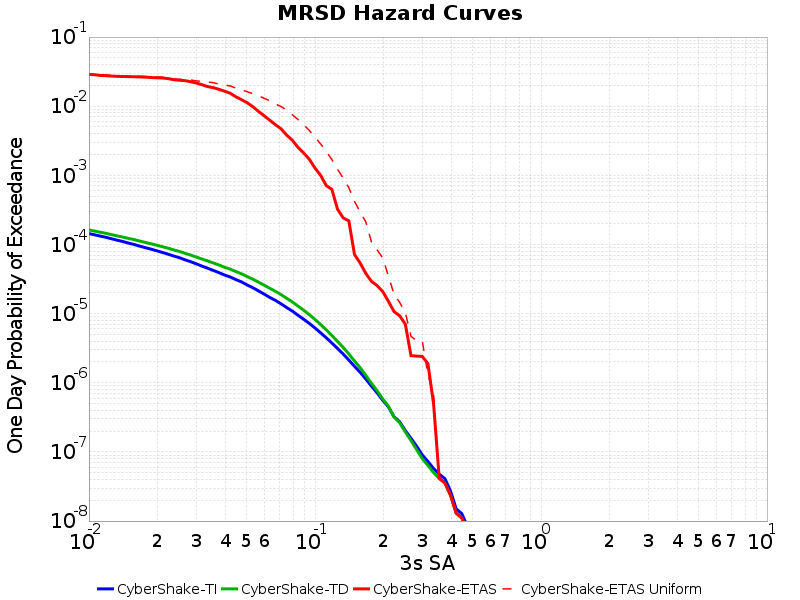 MRSD Hazard Curves
One Day Probability of Exceedance
10^-1
10^-2
10^-3
10^-4
10^-5
10^-6
10^-7
10^-8
10^-2 2 3 4 5 6 10^-1 2 3 4 5 6 7 10^0 2 3 4 5 6 7 10^1
3s SA
CyberShake-TI CyberShake-TD CyberShake-ETAS CyberShake-ETAS Uniform